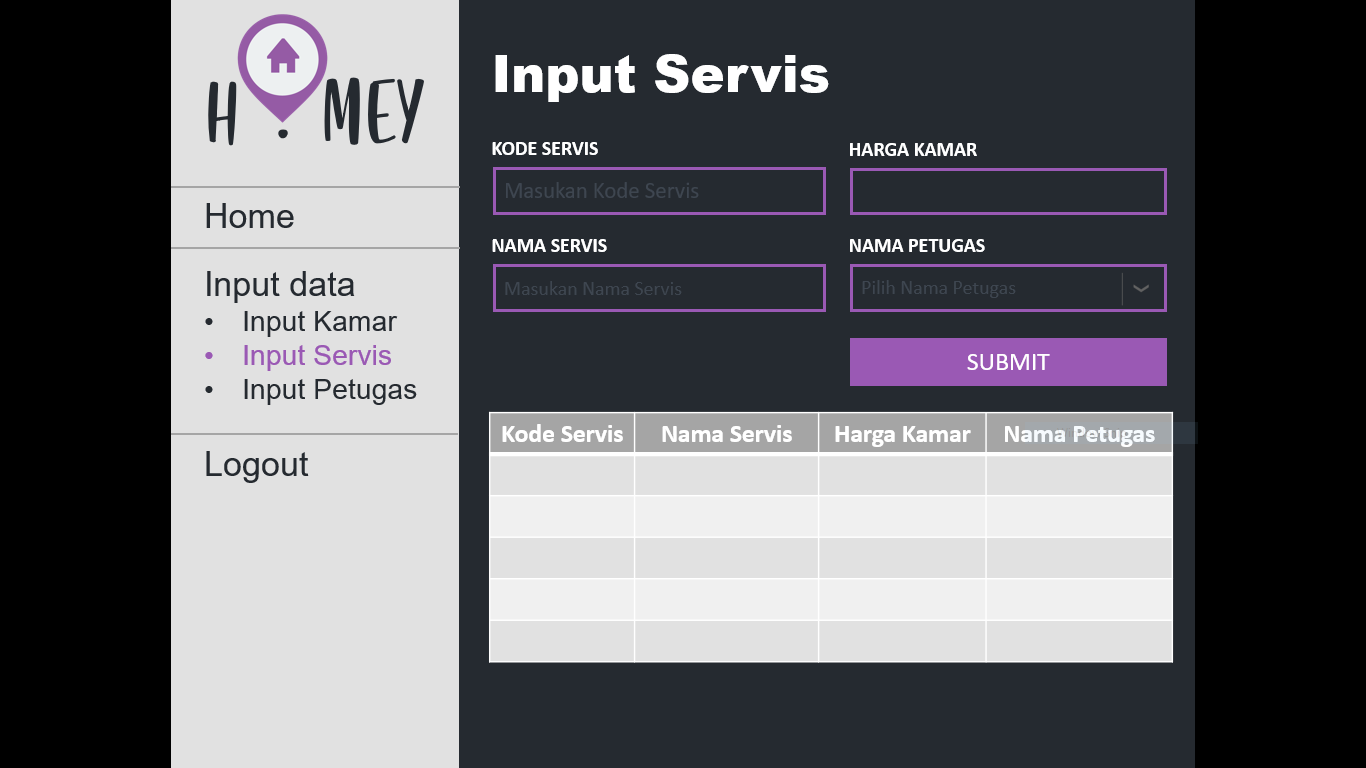 HOMEY
Home
Input data
• Input Kamar
• Input Servis
• Input Petugas
Logout
Input Servis
KODE SERVIS
Masukan Kode Servis
HARGA KAMAR
NAMA SERVIS
Masukan Nama Servis
NAMA PETUGAS
Pilih Nama Petugas
SUBMIT
Kode Servis Nama Servis Harga Kamar Nama Petugas